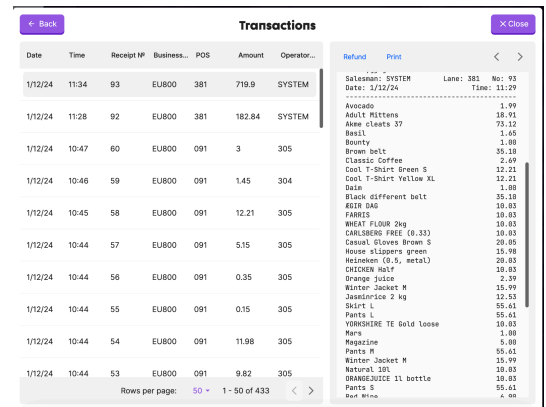 ← Back
Transactions
× Close
Date Time Receipt Nº Business... POS Amount Operator...
1/12/24 11:34 93 EU800 381 719.9 SYSTEM
1/12/24 11:28 92 EU800 381 182.84 SYSTEM
1/12/24 10:47 60 EU800 091 3 305
1/12/24 10:46 59 EU800 091 1.45 304
1/12/24 10:45 58 EU800 091 12.21 305
1/12/24 10:44 57 EU800 091 5.15 305
1/12/24 10:44 56 EU800 091 0.35 305
1/12/24 10:44 55 EU800 091 0.15 305
1/12/24 10:44 54 EU800 091 11.98 305
1/12/24 10:44 53 EU800 091 9.82 305
Rows per page: 50 1 - 50 of 433 < >
Refund Print < >
Salesman: SYSTEM Lane: 381 No: 93
Date: 1/12/24 Time: 11:29
Avocado 1.99
Adult Mittens 18.91
Akme cleats 37 73.12
Basil 1.65
Bounty 1.00
Brown belt 35.10
Classic Coffee 2.69
Cool T-Shirt Green S 12.21
Cool T-Shirt Yellow XL 12.21
Daim 1.00
Black different belt 35.10
ÆGIR DAG 10.03
FARRIS 10.03
WHEAT FLOUR 2kg 10.03
CARLSBERG FREE (0.33) 10.03
Casual Gloves Brown S 20.05
House slippers green 15.98
Heineken (0.5, metal) 20.03
CHICKEN Half 10.03
Orange juice 2.39
Winter Jacket M 15.99
Jasminrice 2 kg 12.53
Skirt L 55.61
Pants L 55.61
YORKSHIRE TE Gold loose 10.03
Mars 1.00
Magazine 5.00
Pants M 55.61
Winter Jacket M 15.99
Natural 10l 10.03
ORANGEJUICE 1l bottle 10.03
Pants S 55.61
Red Wine 6.90